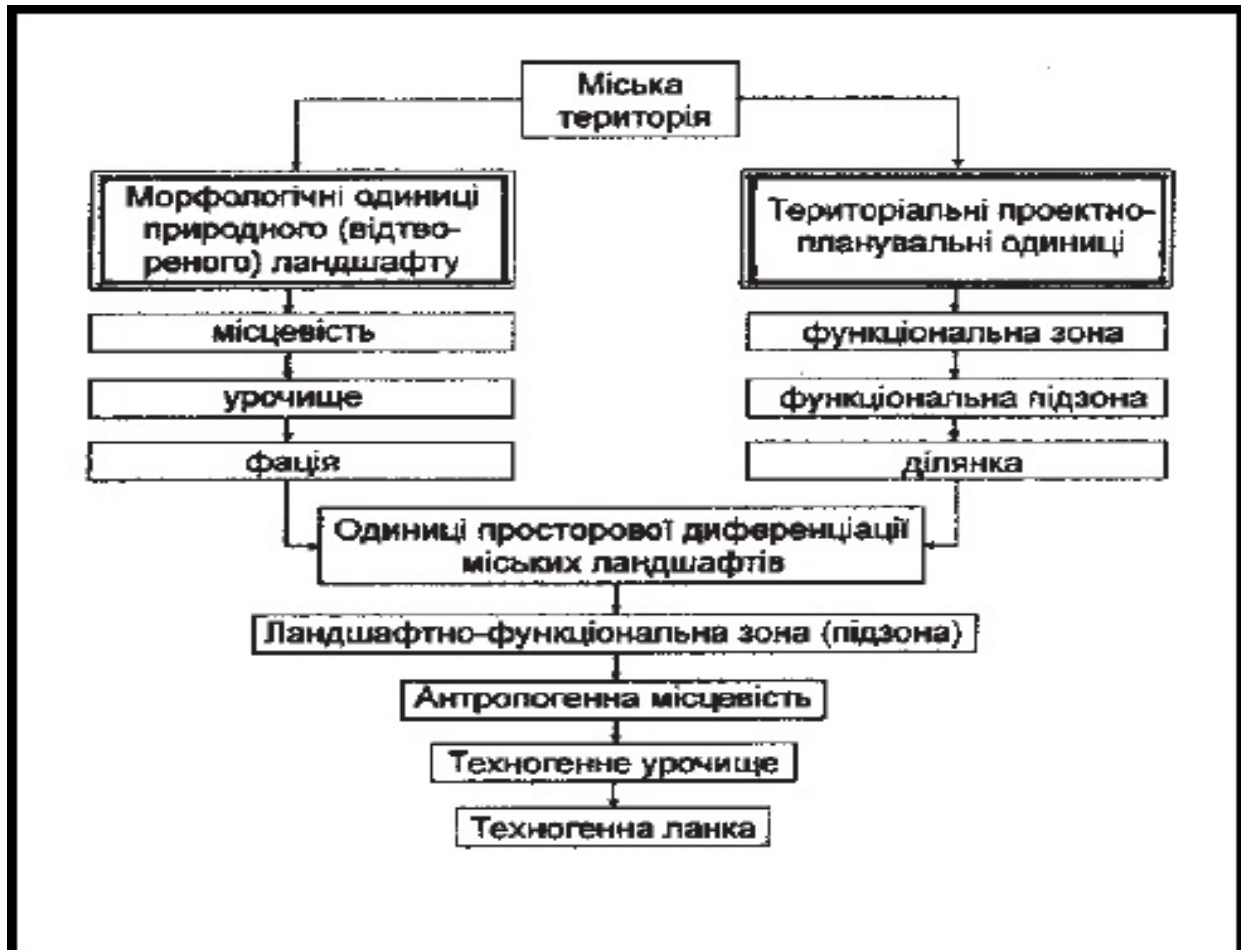 Міська
територія
Морфологічні одиниці
природного (відтво-
реного) ландшафту
Територіальні проектно-
планувальні одиниці
місцевість
функціональна зона
урочище
функціональна підзона
фація
ділянка
Одиниці просторової диференціації
міських ландшафтів
Ландшафтно-функціональна зона (підзона)
Антропогенна місцевість
Техногенне урочище
Техногенна ланка